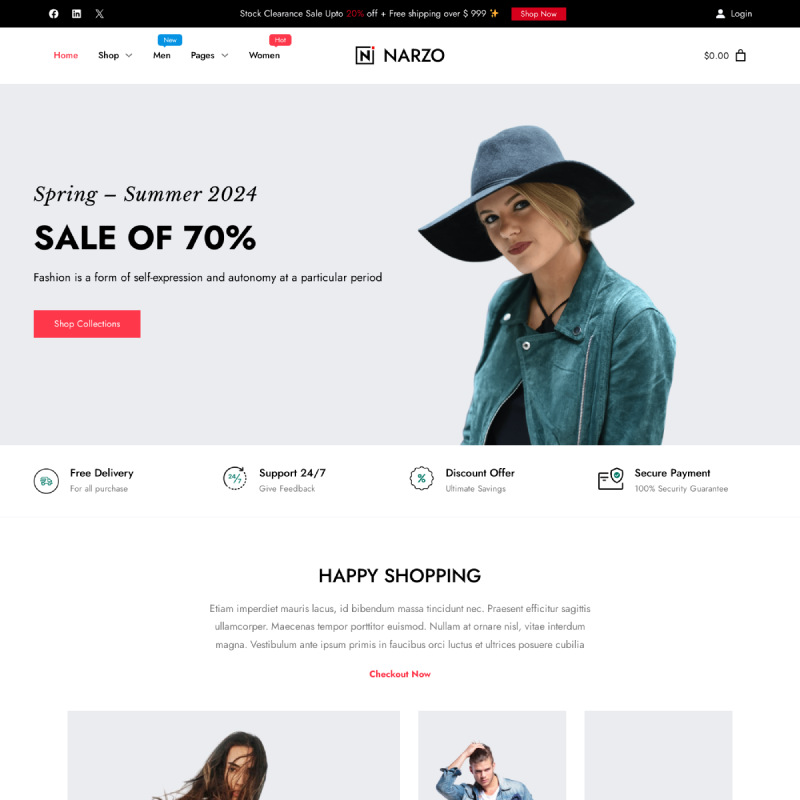 Stock Clearance Sale Upto 20% off + Free shipping over $ 999 ✨ Shop Now
Login
New
Hot
Home Shop Men Pages Women
N NARZO
$0.00
Spring – Summer 2024
SALE OF 70%
Fashion is a form of self-expression and autonomy at a particular period
Shop Collections
Free Delivery
For all purchase
24/7
Support 24/7
Give Feedback
%
Discount Offer
Ultimate Savings
Secure Payment
100% Security Guarantee
HAPPY SHOPPING
Etiam imperdiet mauris lacus, id bibendum massa tincidunt nec. Praesent efficitur sagittis
ullamcorper. Maecenas tempor porttitor euismod. Nullam at ornare nisl, vitae interdum
magna. Vestibulum ante ipsum primis in faucibus orci luctus et ultrices posuere cubilia
Checkout Now